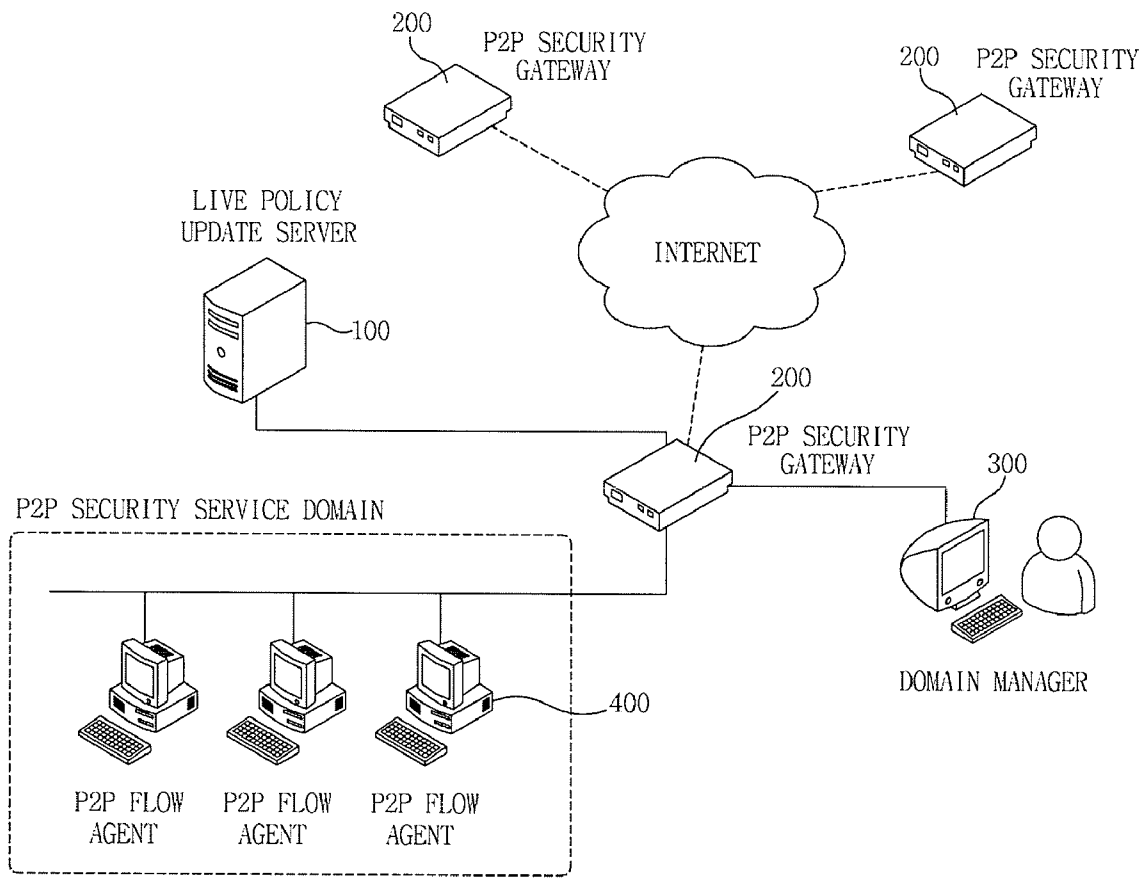 200
P2P SECURITY
GATEWAY
200
P2P SECURITY
GATEWAY
LIVE POLICY
UPDATE SERVER
INTERNET
100
200
P2P SECURITY
GATEWAY
300
P2P SECURITY SERVICE DOMAIN
DOMAIN MANAGER
400
P2P FLOW
AGENT
P2P FLOW
AGENT
P2P FLOW
AGENT